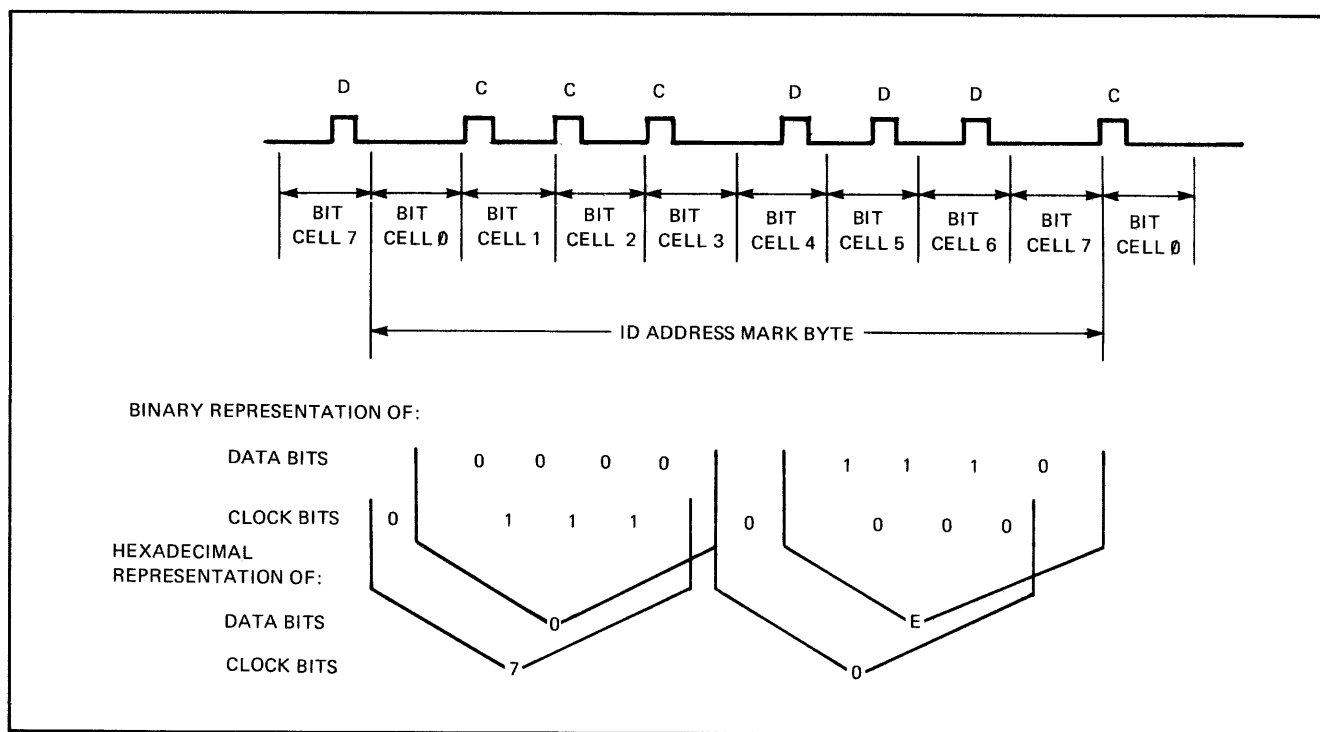 D C C C D D D C
BIT BIT BIT BIT BIT BIT BIT BIT BIT BIT
CELL 7 CELL Ø CELL 1 CELL 2 CELL 3 CELL 4 CELL 5 CELL 6 CELL 7 CELL Ø
ID ADDRESS MARK BYTE
BINARY REPRESENTATION OF:
DATA BITS 0 0 0 0 1 1 1 0
CLOCK BITS 0 1 1 1 0 0 0 0
HEXADECIMAL
REPRESENTATION OF:
DATA BITS 0 E
CLOCK BITS 7 0